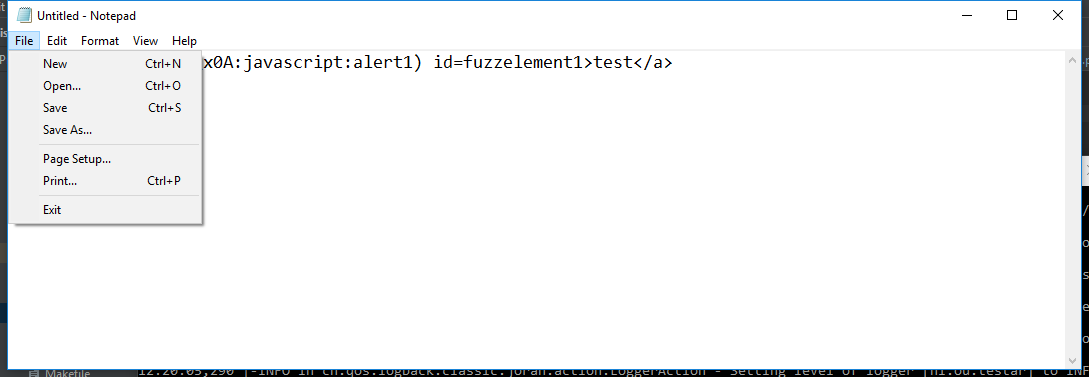 Untitled - Notepad
File Edit Format View Help
x0A:javascript:alert1) id=fuzzelement1>test</a>
New Ctrl+N
Open... Ctrl+O
Save Ctrl+S
Save As...
Page Setup...
Print... Ctrl+P
Exit
Makefile
12:20:05,290 |-INFO in ch.qos.logback.classic.joran.action.LoggerAction - Setting level of logger [nl.ou.testar] to INF